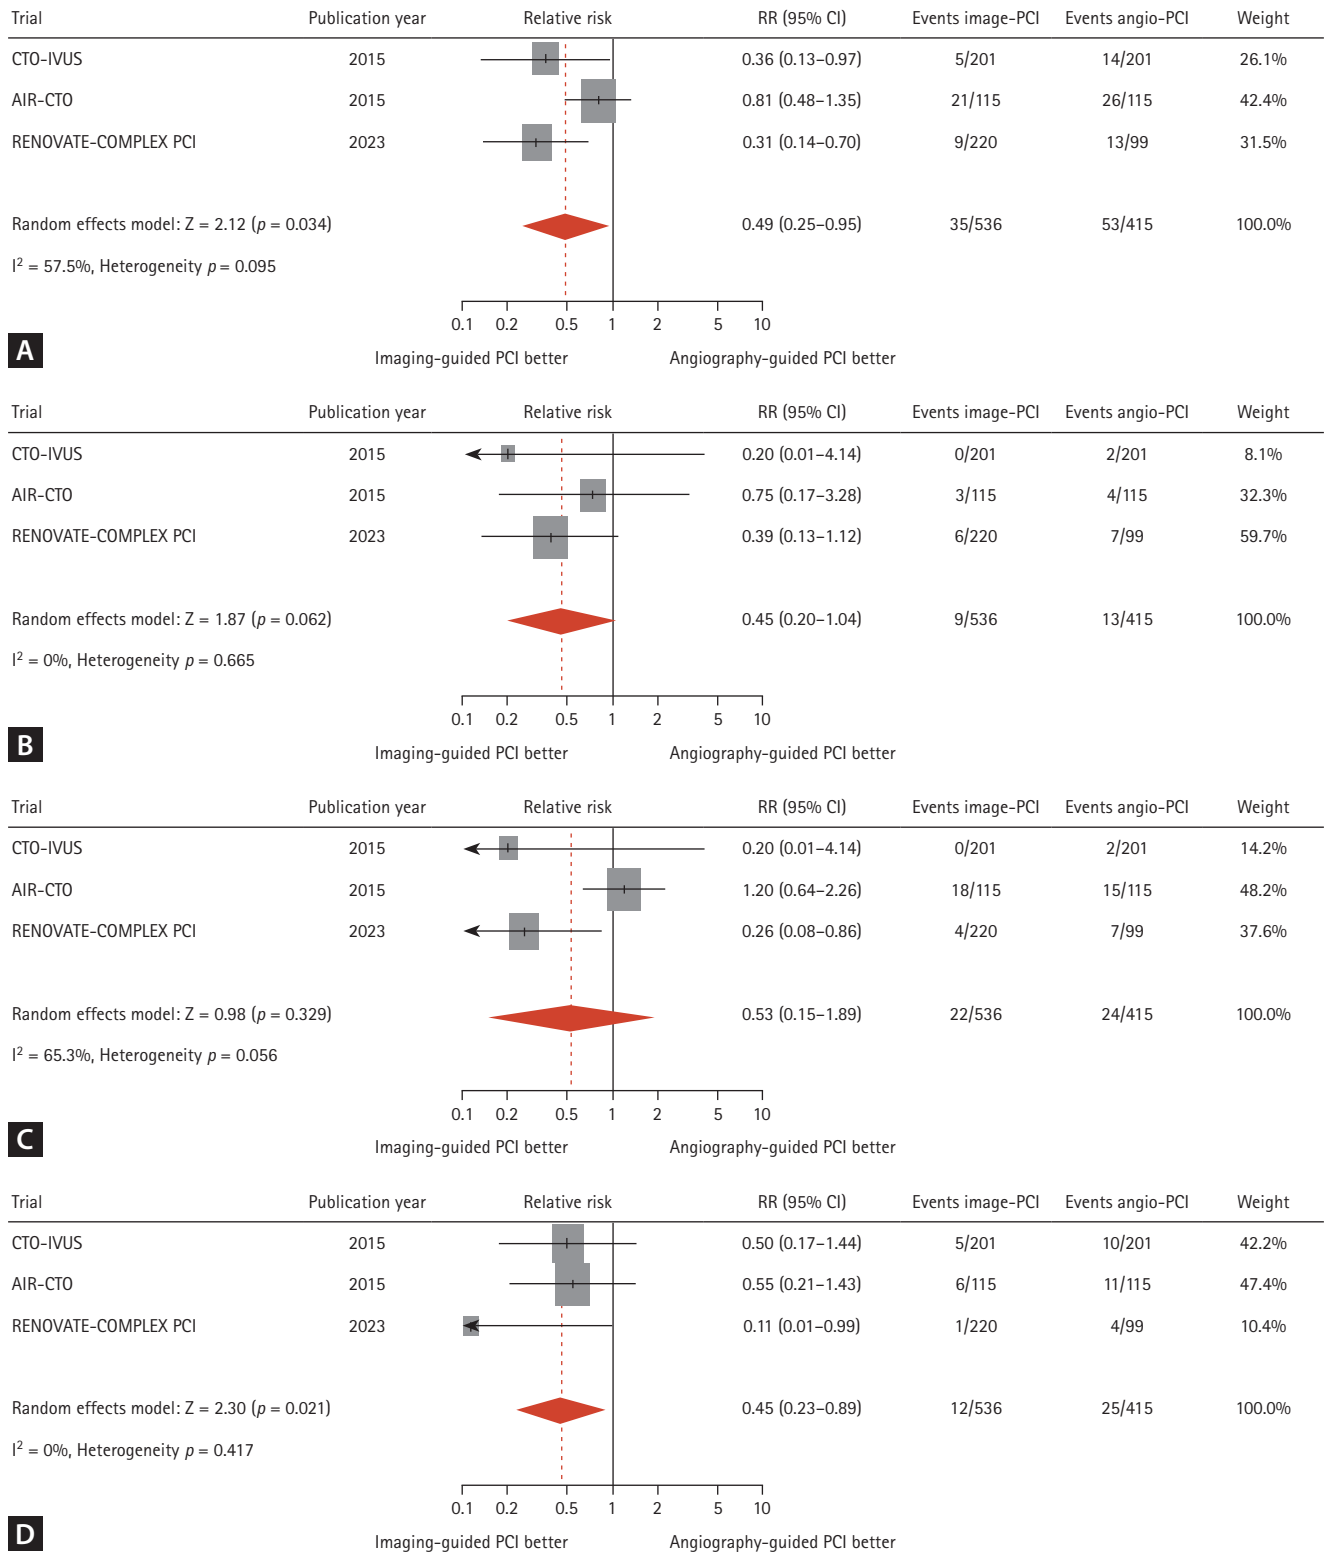 Trial Publication year Relative risk RR (95% CI) Events image-PCI Events angio-PCI Weight
CTO-IVUS 2015 0.36 (0.13–0.97) 5/201 14/201 26.1%
AIR-CTO 2015 0.81 (0.48–1.35) 21/115 26/115 42.4%
RENOVATE-COMPLEX PCI 2023 0.31 (0.14–0.70) 9/220 13/99 31.5%
Random effects model: Z = 2.12 (p = 0.034) 0.49 (0.25–0.95) 35/536 53/415 100.0%
I² = 57.5%, Heterogeneity p = 0.095
0.1 0.2 0.5 1 2 5 10
A Imaging-guided PCI better Angiography-guided PCI better
Trial Publication year Relative risk RR (95% CI) Events image-PCI Events angio-PCI Weight
CTO-IVUS 2015 0.20 (0.01–4.14) 0/201 2/201 8.1%
AIR-CTO 2015 0.75 (0.17–3.28) 3/115 4/115 32.3%
RENOVATE-COMPLEX PCI 2023 0.39 (0.13–1.12) 6/220 7/99 59.7%
Random effects model: Z = 1.87 (p = 0.062) 0.45 (0.20–1.04) 9/536 13/415 100.0%
I² = 0%, Heterogeneity p = 0.665
0.1 0.2 0.5 1 2 5 10
B Imaging-guided PCI better Angiography-guided PCI better
Trial Publication year Relative risk RR (95% CI) Events image-PCI Events angio-PCI Weight
CTO-IVUS 2015 0.20 (0.01–4.14) 0/201 2/201 14.2%
AIR-CTO 2015 1.20 (0.64–2.26) 18/115 15/115 48.2%
RENOVATE-COMPLEX PCI 2023 0.26 (0.08–0.86) 4/220 7/99 37.6%
Random effects model: Z = 0.98 (p = 0.329) 0.53 (0.15–1.89) 22/536 24/415 100.0%
I² = 65.3%, Heterogeneity p = 0.056
0.1 0.2 0.5 1 2 5 10
C Imaging-guided PCI better Angiography-guided PCI better
Trial Publication year Relative risk RR (95% CI) Events image-PCI Events angio-PCI Weight
CTO-IVUS 2015 0.50 (0.17–1.44) 5/201 10/201 42.2%
AIR-CTO 2015 0.55 (0.21–1.43) 6/115 11/115 47.4%
RENOVATE-COMPLEX PCI 2023 0.11 (0.01–0.99) 1/220 4/99 10.4%
Random effects model: Z = 2.30 (p = 0.021) 0.45 (0.23–0.89) 12/536 25/415 100.0%
I² = 0%, Heterogeneity p = 0.417
0.1 0.2 0.5 1 2 5 10
D Imaging-guided PCI better Angiography-guided PCI better